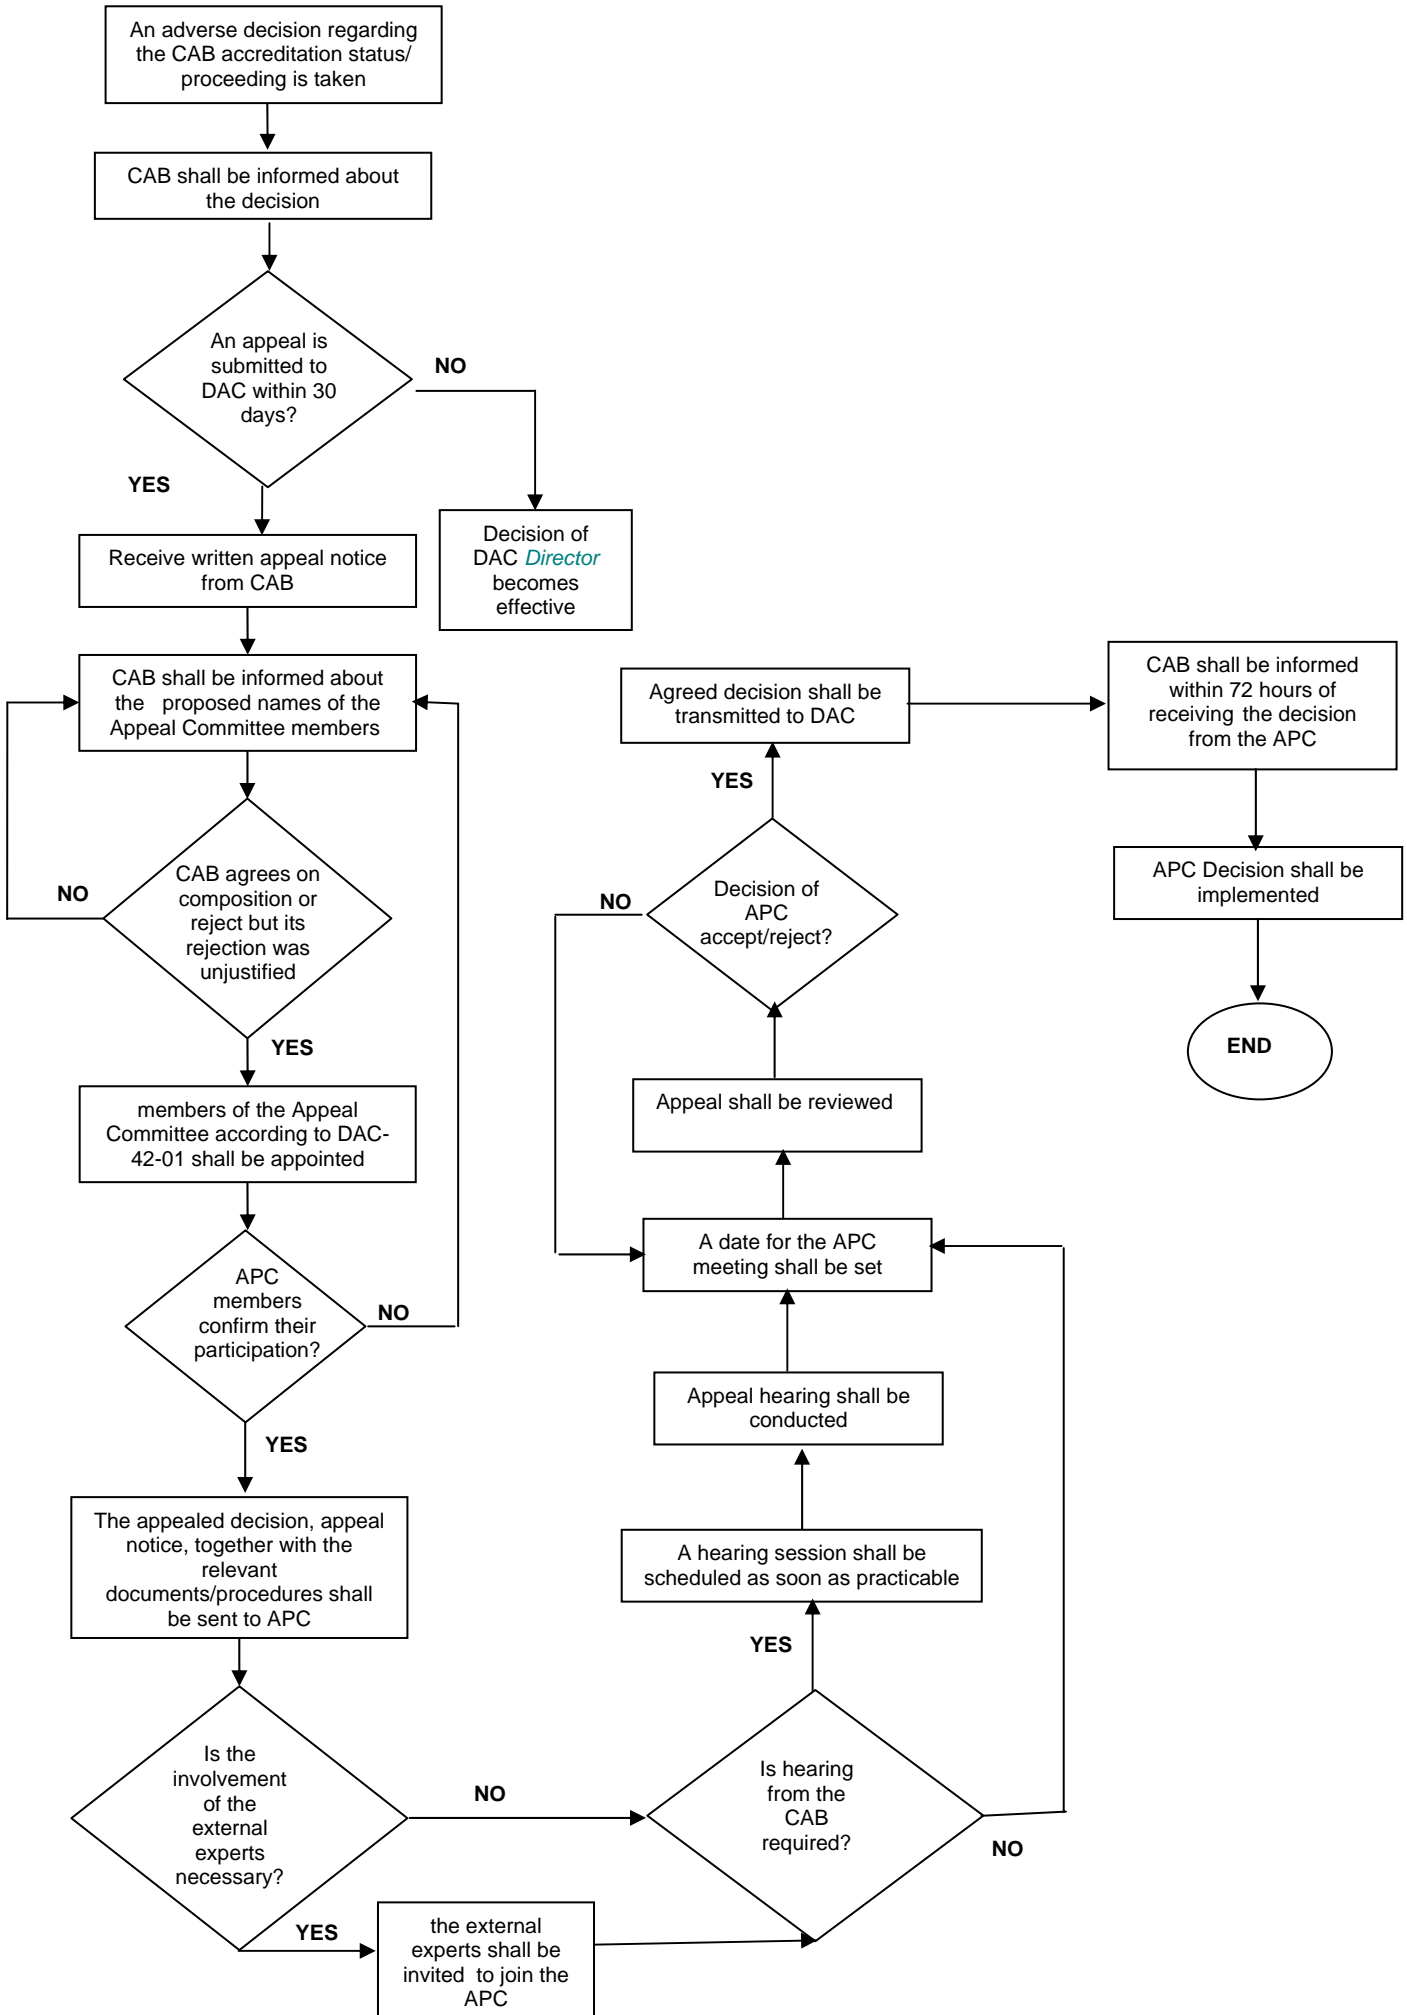 An adverse decision regarding
the CAB accreditation status/
proceeding is taken
CAB shall be informed about
the decision
An appeal is
submitted to
DAC within 30
days?
NO
YES
Decision of
DAC Director
becomes
effective
Receive written appeal notice
from CAB
CAB shall be informed about
the proposed names of the
Appeal Committee members
CAB agrees on
composition or
reject but its
rejection was
unjustified
NO
YES
members of the Appeal
Committee according to DAC-
42-01 shall be appointed
APC
members
confirm their
participation?
NO
YES
The appealed decision, appeal
notice, together with the
relevant
documents/procedures shall
be sent to APC
Is the
involvement
of the
external
experts
necessary?
NO
YES
the external
experts shall be
invited to join the
APC
Is hearing
from the
CAB
required?
NO
YES
A hearing session shall be
scheduled as soon as practicable
Appeal hearing shall be
conducted
A date for the APC
meeting shall be set
Appeal shall be reviewed
Decision of
APC
accept/reject?
NO
YES
Agreed decision shall be
transmitted to DAC
CAB shall be informed
within 72 hours of
receiving the decision
from the APC
APC Decision shall be
implemented
END